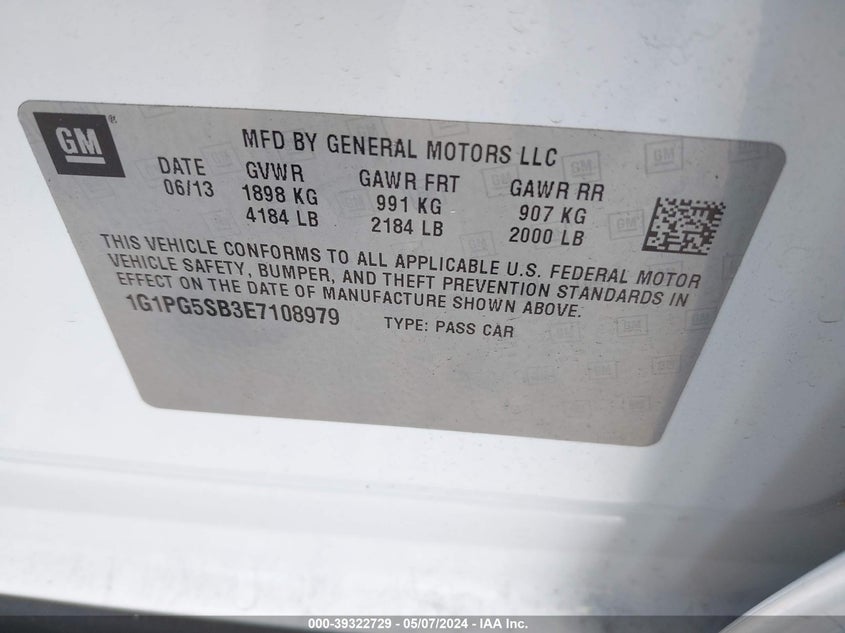 GM®
MFD BY GENERAL MOTORS LLC
DATE GVWR GAWR FRT GAWR RR
06/13 1898 KG 991 KG 907 KG
4184 LB 2184 LB 2000 LB
THIS VEHICLE CONFORMS TO ALL APPLICABLE U.S. FEDERAL MOTOR
VEHICLE SAFETY, BUMPER, AND THEFT PREVENTION STANDARDS IN
EFFECT ON THE DATE OF MANUFACTURE SHOWN ABOVE.
1G1PG5SB3E7108979 TYPE: PASS CAR
000-39322729 - 05/07/2024 - IAA Inc.